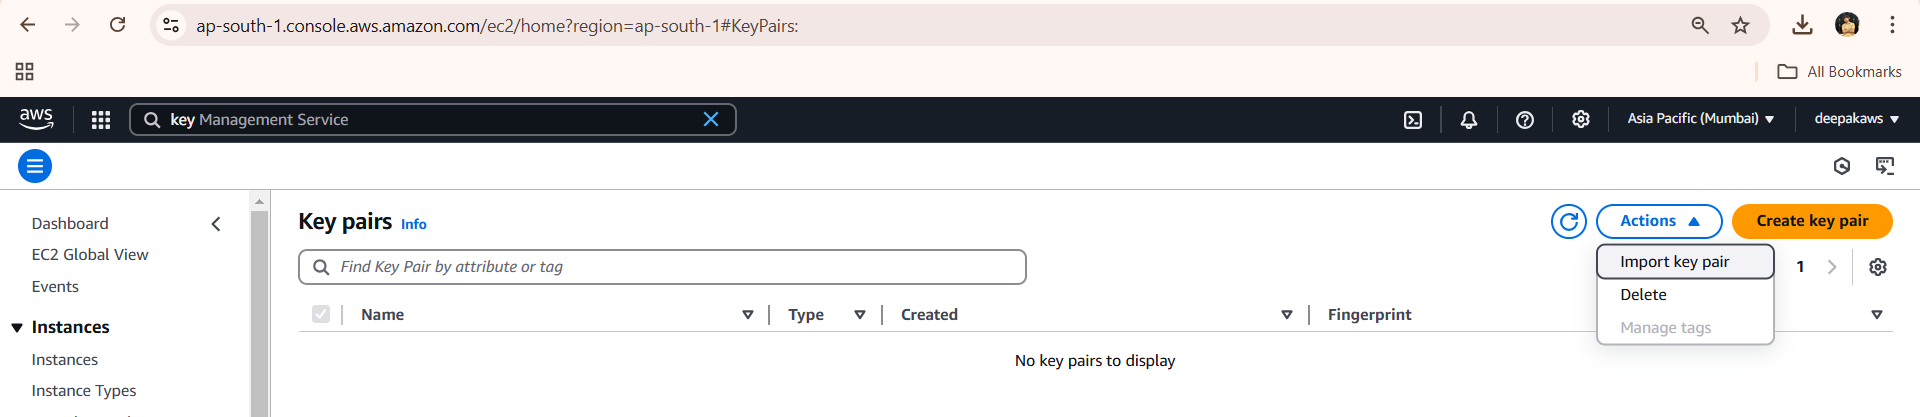 ap-south-1.console.aws.amazon.com/ec2/home?region=ap-south-1#KeyPairs:
All Bookmarks
aws
key Management Service
Asia Pacific (Mumbai)
deepakaws
Dashboard
EC2 Global View
Events
Instances
Instances
Instance Types
Key pairs Info
Actions
Create key pair
Find Key Pair by attribute or tag
Import key pair
Delete
Manage tags
1
Name Type Created Fingerprint
No key pairs to display